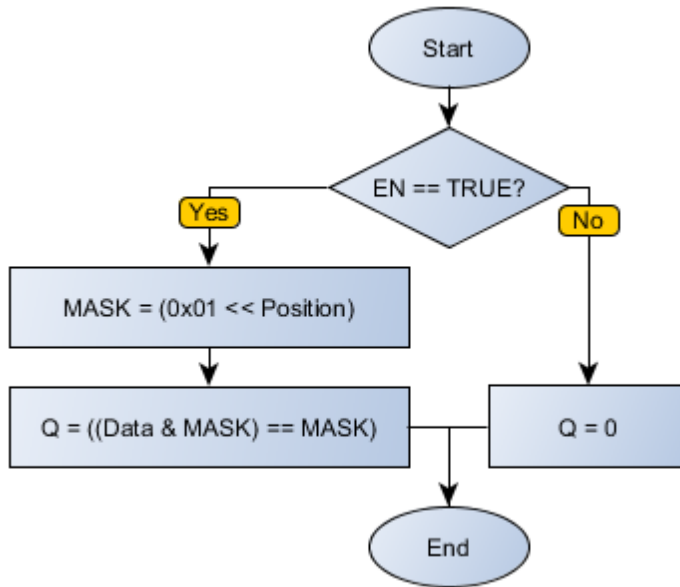 Start
EN == TRUE?
Yes
No
MASK = (0x01 << Position)
Q = ((Data & MASK) == MASK)
Q = 0
End